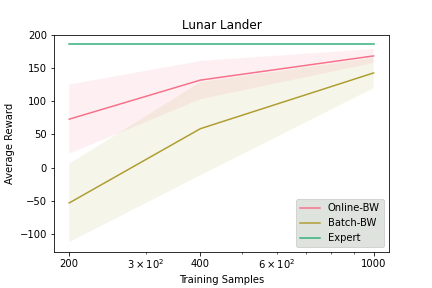 Lunar Lander
Average Reward
200
150
100
50
0
−50
−100
200
3 × 10²
400
6 × 10²
1000
Training Samples
Online-BW
Batch-BW
Expert